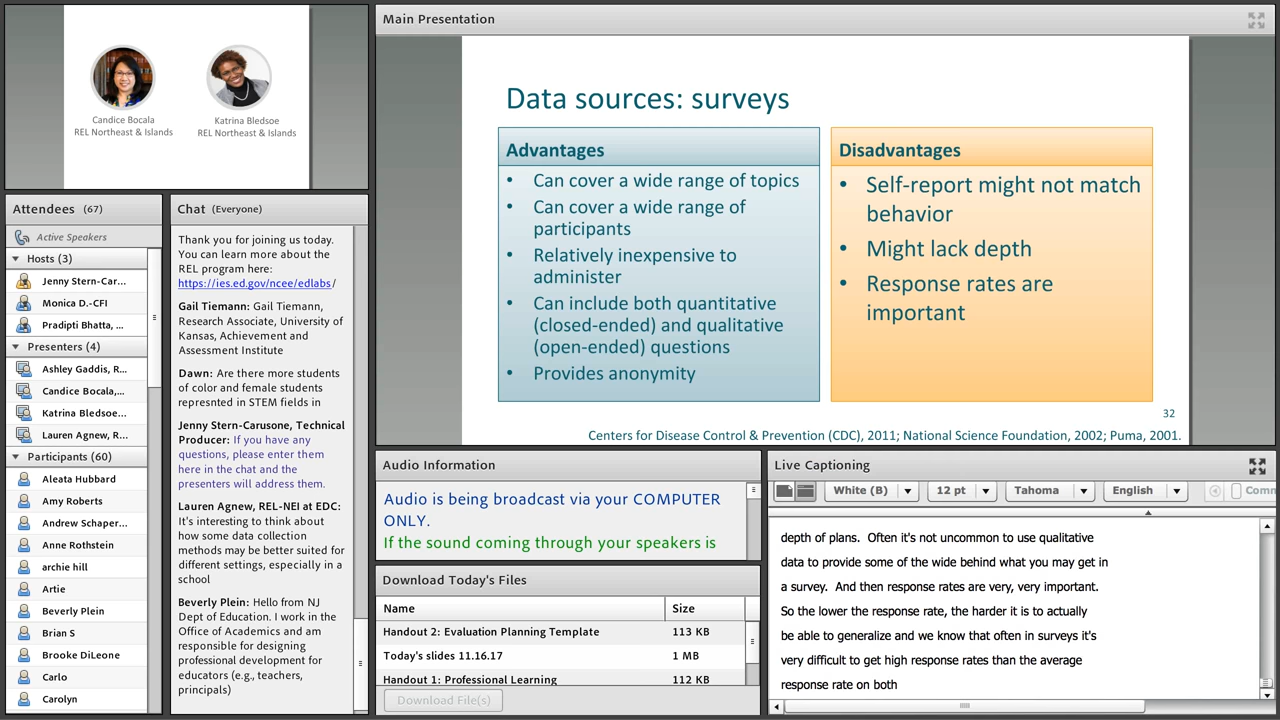 Candice Bocala
REL Northeast & Islands
Katrina Bledsoe
REL Northeast & Islands
Attendees (67)
Active Speakers
Hosts (3)
Jenny Stern-Car...
Monica D.-CFI
Pradipti Bhatta, ...
Presenters (4)
Ashley Gaddis, R...
Candice Bocala,...
Katrina Bledsoe...
Lauren Agnew, R...
Participants (60)
Aleata Hubbard
Amy Roberts
Andrew Schaper...
Anne Rothstein
archie hill
Artie
Beverly Plein
Brian S
Brooke DiLeone
Carlo
Carolyn
Chat (Everyone)
Thank you for joining us today.
You can learn more about the
REL program here:
https://ies.ed.gov/ncee/edlabs/
Gail Tiemann: Gail Tiemann,
Research Associate, University of
Kansas, Achievement and
Assessment Institute
Dawn: Are there more students
of color and female students
represnted in STEM fields in
Jenny Stern-Carusone, Technical
Producer: If you have any
questions, please enter them
here in the chat and the
presenters will address them.
Lauren Agnew, REL-NEI at EDC:
It's interesting to think about
how some data collection
methods may be better suited for
different settings, especially in a
school
Beverly Plein: Hello from NJ
Dept of Education. I work in the
Office of Academics and am
responsible for designing
professional development for
educators (e.g., teachers,
principals)
Main Presentation
Data sources: surveys
Advantages
• Can cover a wide range of topics
• Can cover a wide range of
participants
• Relatively inexpensive to
administer
• Can include both quantitative
(closed-ended) and qualitative
(open-ended) questions
• Provides anonymity
Disadvantages
• Self-report might not match
behavior
• Might lack depth
• Response rates are
important
32
Centers for Disease Control & Prevention (CDC), 2011; National Science Foundation, 2002; Puma, 2001.
Audio Information
Audio is being broadcast via your COMPUTER
ONLY.
If the sound coming through your speakers is
Download Today's Files
Name Size
Handout 2: Evaluation Planning Template 113 KB
Today's slides 11.16.17 1 MB
Handout 1: Professional Learning 112 KB
Download File(s)
Live Captioning
White (B) 12 pt Tahoma English Comn
depth of plans. Often it's not uncommon to use qualitative
data to provide some of the wide behind what you may get in
a survey. And then response rates are very, very important.
So the lower the response rate, the harder it is to actually
be able to generalize and we know that often in surveys it's
very difficult to get high response rates than the average
response rate on both